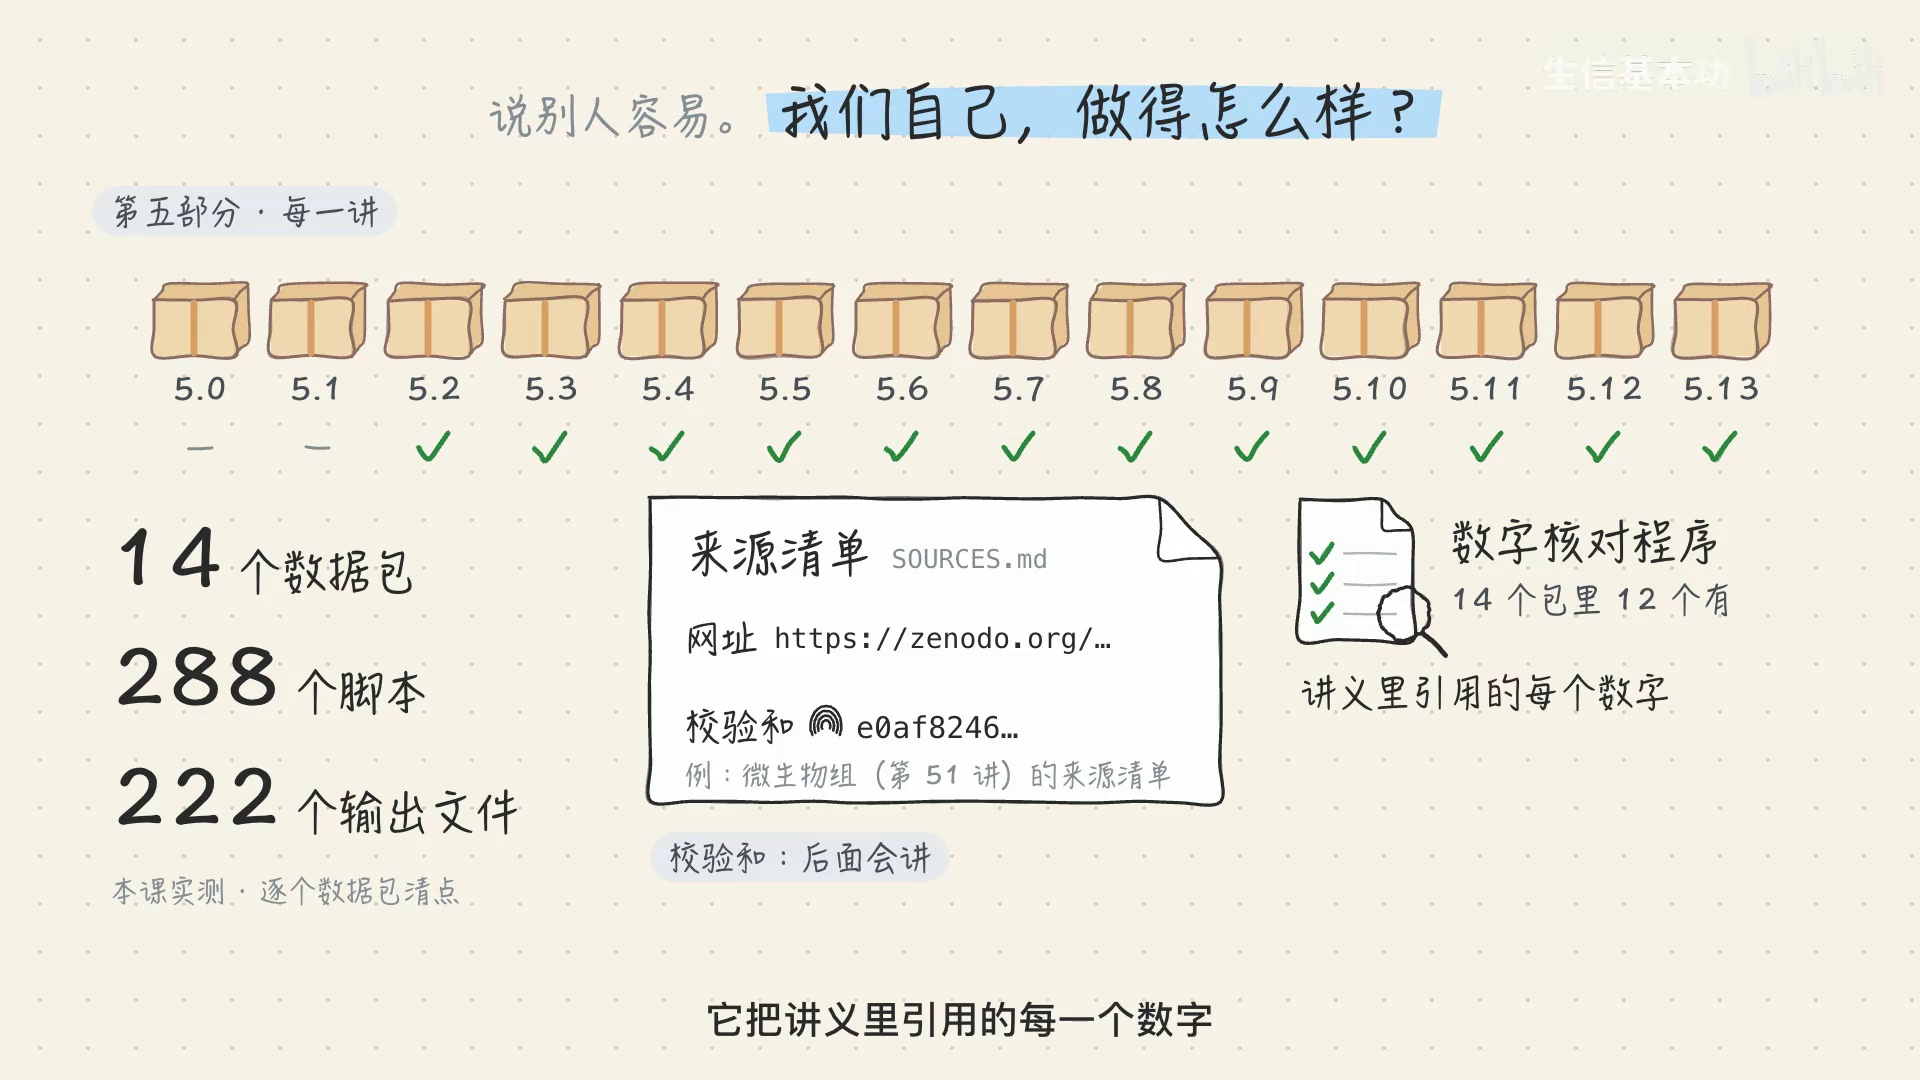 生信基本功 bilibili
说别人容易。我们自己，做得怎么样？
第五部分 · 每一讲
5.0 5.1 5.2 5.3 5.4 5.5 5.6 5.7 5.8 5.9 5.10 5.11 5.12 5.13
14 个数据包
288 个脚本
222 个输出文件
本课实测 · 逐个数据包清点
来源清单 SOURCES.md
网址 https://zenodo.org/…
校验和 e0af8246…
例：微生物组（第 51 讲）的来源清单
校验和：后面会讲
数字核对程序
14 个包里 12 个有
讲义里引用的每个数字
它把讲义里引用的每一个数字